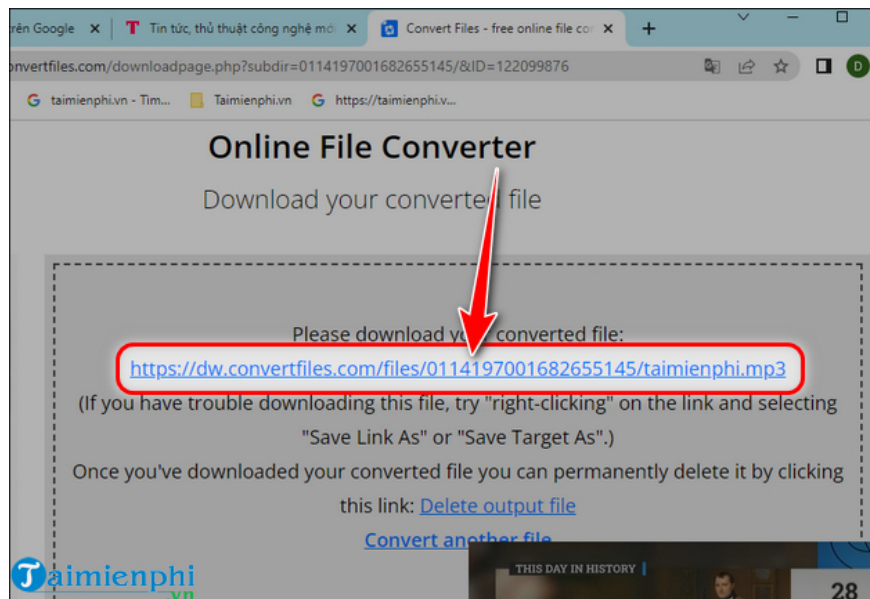 rên Google
Tin tức, thủ thuật công nghệ mớ
Convert Files - free online file cor
nvertfiles.com/downloadpage.php?subdir=0114197001682655145/&ID=122099876
D
taimienphi.vn - Tim...
Taimienphi.vn
https://taimienphi.v...
Online File Converter
Download your converted file
Please download your converted file:
https://dw.convertfiles.com/files/0114197001682655145/taimienphi.mp3
(If you have trouble downloading this file, try "right-clicking" on the link and selecting
"Save Link As" or "Save Target As".)
Once you've downloaded your converted file you can permanently delete it by clicking
this link: Delete output file
Convert another file
THIS DAY IN HISTORY
28
Taimienphi
.vn